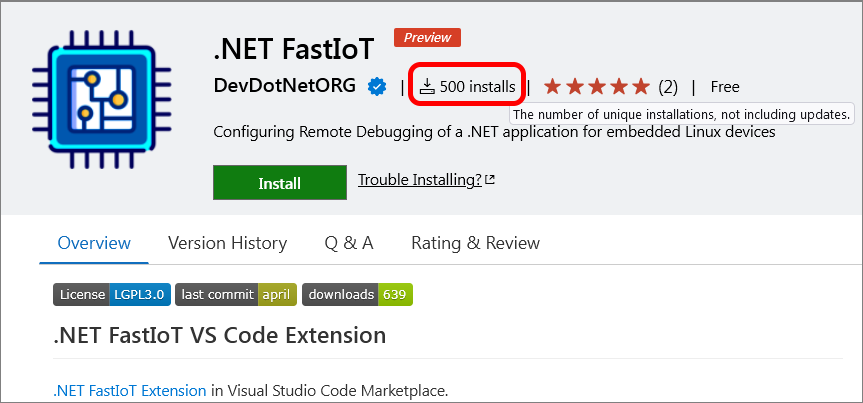 .NET FastIoT Preview
DevDotNetORG | 500 installs | (2) | Free
The number of unique installations, not including updates.
Configuring Remote Debugging of a .NET application for embedded Linux devices
Install Trouble Installing?
Overview Version History Q & A Rating & Review
License LGPL3.0 last commit april downloads 639
.NET FastIoT VS Code Extension
.NET FastIoT Extension in Visual Studio Code Marketplace.